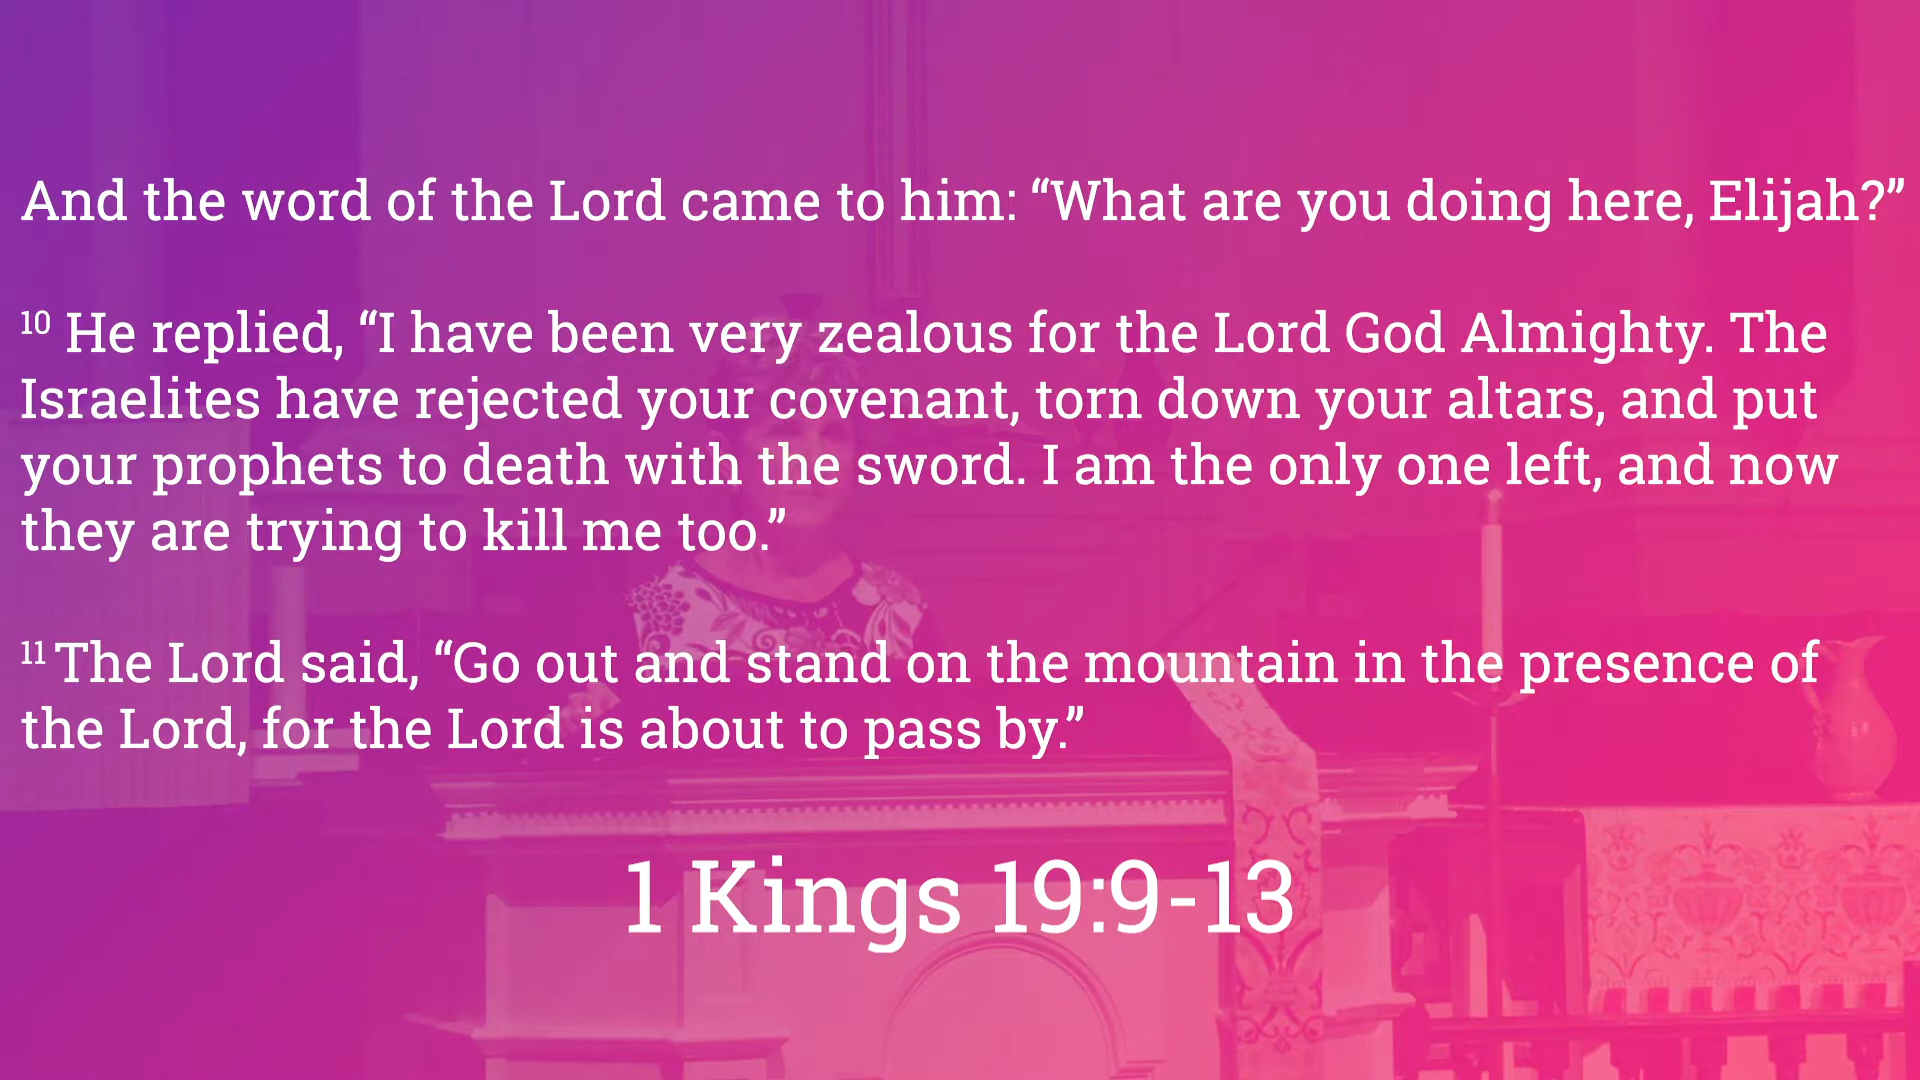 And the word of the Lord came to him: “What are you doing here, Elijah?”
10 He replied, “I have been very zealous for the Lord God Almighty. The
Israelites have rejected your covenant, torn down your altars, and put
your prophets to death with the sword. I am the only one left, and now
they are trying to kill me too.”
11 The Lord said, “Go out and stand on the mountain in the presence of
the Lord, for the Lord is about to pass by.”
1 Kings 19:9-13